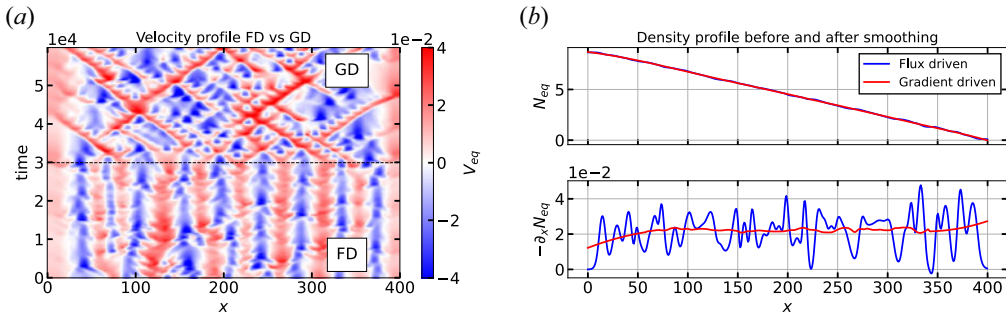 (a)
Velocity profile FD vs GD
1e4
1e−2
5
4
3
2
1
0
time
GD
FD
0
100
200
300
400
x
4
2
0
−2
−4
V_eq
(b)
Density profile before and after smoothing
Flux driven
Gradient driven
N_eq
5
0
1e−2
−∂_x N_eq
4
2
0
0
50
100
150
200
250
300
350
400
x